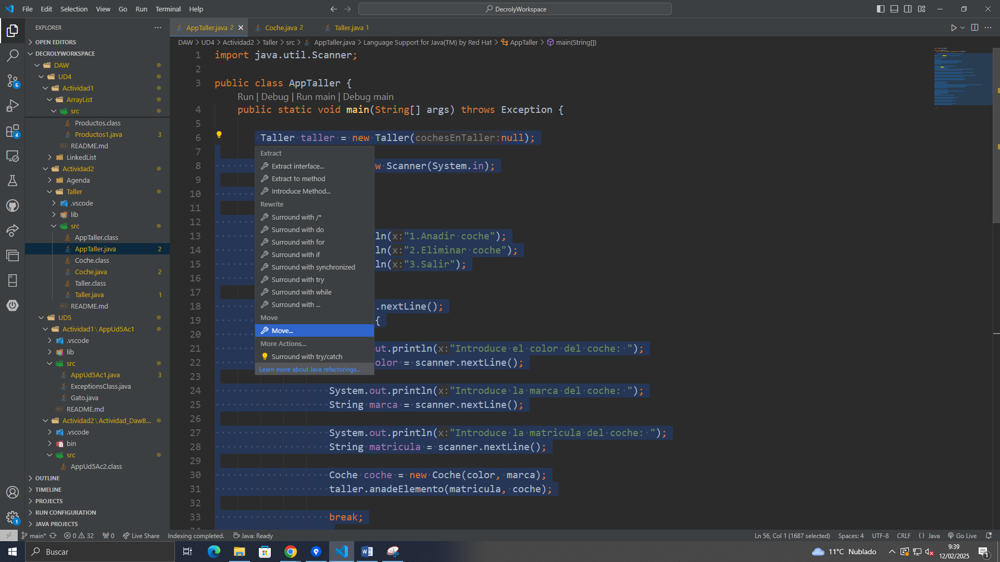 File Edit Selection View Go Run Terminal Help
DecrolyWorkspace
EXPLORER
OPEN EDITORS
DECROLYWORKSPACE
DAW
UD4
Actividad1
ArrayList
src
Productos.class
Productos1.java 3
README.md
LinkedList
Actividad2
Agenda
Taller
.vscode
lib
src
AppTaller.class
AppTaller.java 2
Coche.class
Coche.java 2
Taller.class
Taller.java 1
README.md
UD5
Actividad1\AppUd5Ac1
.vscode
lib
src
AppUd5Ac1.java 3
ExceptionsClass.java
Gato.java
README.md
Actividad2\Actividad_DawB...
.vscode
bin
src
AppUd5Ac2.class
OUTLINE
TIMELINE
PROJECTS
RUN CONFIGURATION
JAVA PROJECTS
6
4
1
AppTaller.java 2 Coche.java 2 Taller.java 1
DAW > UD4 > Actividad2 > Taller > src > AppTaller.java > Language Support for Java(TM) by Red Hat > AppTaller > main(String[])
1 import java.util.Scanner;
2
3 public class AppTaller {
Run | Debug | Run main | Debug main
4 public static void main(String[] args) throws Exception {
5
6 Taller taller = new Taller(cochesEnTaller:null);
7
8 w Scanner(System.in);
9
10
11
12
13 ln(x:"1.Anadir coche");
14 ln(x:"2.Eliminar coche");
15 ln(x:"3.Salir");
16
17
18 .nextLine();
19 {
20
21 ut.println(x:"Introduce el color del coche: ");
22 olor = scanner.nextLine();
23
24 System.out.println(x:"Introduce la marca del coche: ");
25 String marca = scanner.nextLine();
26
27 System.out.println(x:"Introduce la matricula del coche: ");
28 String matricula = scanner.nextLine();
29
30 Coche coche = new Coche(color, marca);
31 taller.anadeElemento(matricula, coche);
32
33 break;
Extract
Extract interface...
Extract to method
Introduce Method...
Rewrite
Surround with /*
Surround with do
Surround with for
Surround with if
Surround with synchronized
Surround with try
Surround with while
Surround with ...
Move
Move...
More Actions...
Surround with try/catch
Learn more about Java refactorings...
main* 0 32 0 Live Share Indexing completed. Java: Ready
Ln 56, Col 1 (1687 selected) Spaces: 4 UTF-8 CRLF {} Java Go Live
Buscar
11°C Nublado
9:39
12/02/2025
1